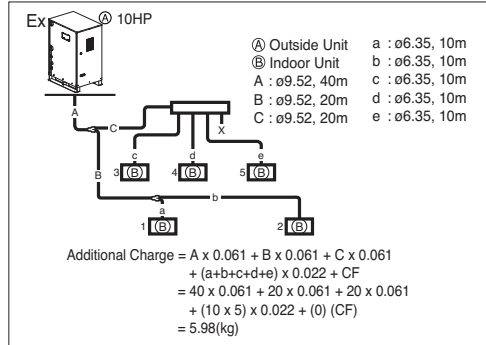 Ex
Ⓐ 10HP
Ⓐ Outside Unit
Ⓑ Indoor Unit
A : ø9.52, 40m
B : ø9.52, 20m
C : ø9.52, 20m
a : ø6.35, 10m
b : ø6.35, 10m
c : ø6.35, 10m
d : ø6.35, 10m
e : ø6.35, 10m
A
C
X
c
d
e
3 Ⓑ
4 Ⓑ
5 Ⓑ
B
b
a
1 Ⓑ
2 Ⓑ
Additional Charge = A x 0.061 + B x 0.061 + C x 0.061
+ (a+b+c+d+e) x 0.022 + CF
= 40 x 0.061 + 20 x 0.061 + 20 x 0.061
+ (10 x 5) x 0.022 + (0) (CF)
= 5.98(kg)